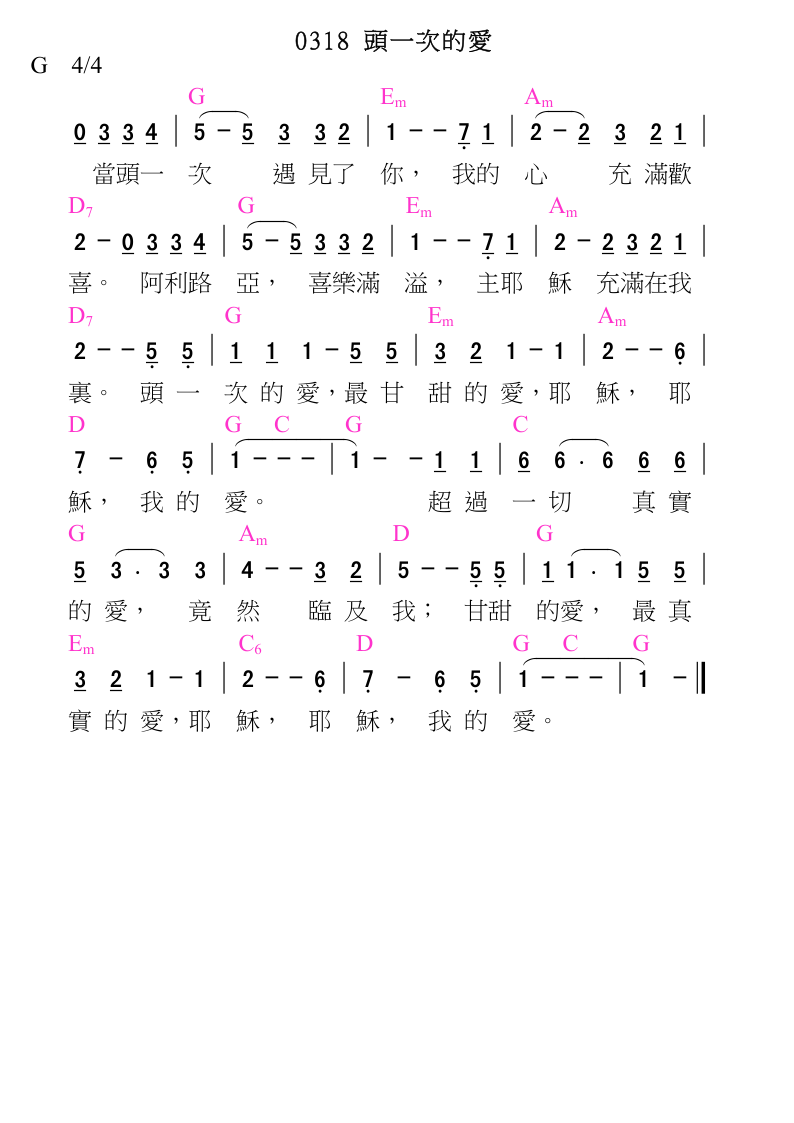 0318 頭一次的愛
G 4/4
G Em Am
0 3 3 4 | 5 - 5 3 3 2 | 1 - - 7 1 | 2 - 2 3 2 1 |
當頭一 次 遇 見了 你， 我的 心 充 滿歡
D7 G Em Am
2 - 0 3 3 4 | 5 - 5 3 3 2 | 1 - - 7 1 | 2 - 2 3 2 1 |
喜。 阿利路 亞， 喜樂滿 溢， 主耶 穌 充滿在我
D7 G Em Am
2 - - 5 5 | 1 1 1 - 5 5 | 3 2 1 - 1 | 2 - - 6 |
裏。 頭 一 次 的 愛，最 甘 甜 的 愛，耶 穌， 耶
D G C G C
7 - 6 5 | 1 - - - | 1 - - 1 1 | 6 6 . 6 6 6 |
穌， 我 的 愛。 超 過 一 切 真 實
G Am D G
5 3 . 3 3 | 4 - - 3 2 | 5 - - 5 5 | 1 1 . 1 5 5 |
的 愛， 竟 然 臨 及 我； 甘甜 的愛， 最 真
Em C6 D G C G
3 2 1 - 1 | 2 - - 6 | 7 - 6 5 | 1 - - - | 1 - ||
實 的 愛，耶 穌， 耶 穌， 我 的 愛。